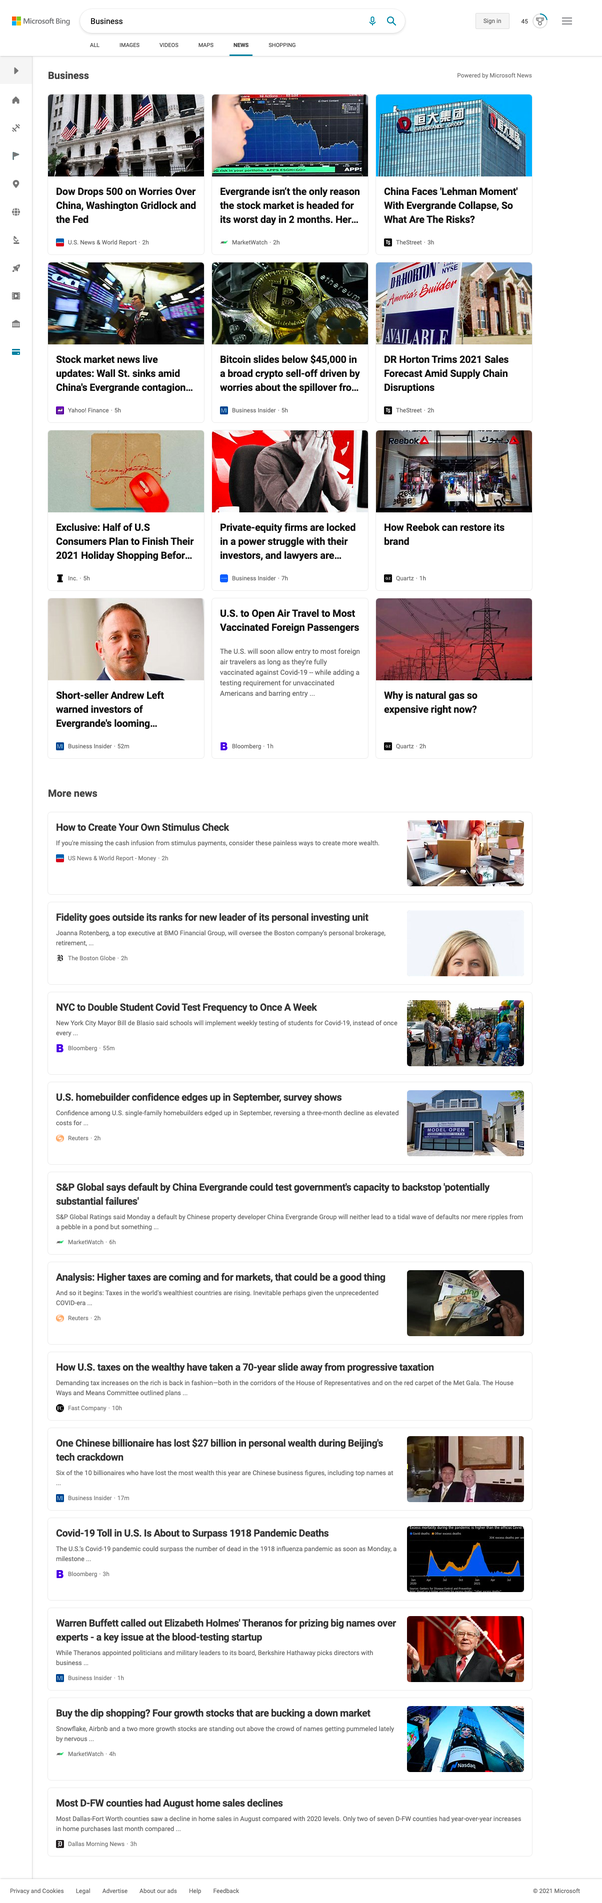 Microsoft Bing
Business
Sign in
45
ALL
IMAGES
VIDEOS
MAPS
NEWS
SHOPPING
Business
Powered by Microsoft News
Dow Drops 500 on Worries Over
China, Washington Gridlock and
the Fed
U.S. News & World Report · 2h
APP
Evergrande isn't the only reason
the stock market is headed for
its worst day in 2 months. Her...
MarketWatch · 2h
恒大集团
China Faces 'Lehman Moment'
With Evergrande Collapse, So
What Are The Risks?
TheStreet · 3h
Stock market news live
updates: Wall St. sinks amid
China's Evergrande contagion...
Yahoo! Finance · 5h
Bitcoin slides below $45,000 in
a broad crypto sell-off driven by
worries about the spillover fro...
Business Insider · 5h
D·R·HORTON
NYSE
America's Builder
AVAILABLE
DR Horton Trims 2021 Sales
Forecast Amid Supply Chain
Disruptions
TheStreet · 2h
Exclusive: Half of U.S
Consumers Plan to Finish Their
2021 Holiday Shopping Befor...
Inc. · 5h
Private-equity firms are locked
in a power struggle with their
investors, and lawyers are...
Business Insider · 7h
Reebok
ريبوك
How Reebok can restore its
brand
Quartz · 1h
Short-seller Andrew Left
warned investors of
Evergrande's looming...
Business Insider · 52m
U.S. to Open Air Travel to Most
Vaccinated Foreign Passengers
The U.S. will soon allow entry to most foreign
air travelers as long as they're fully
vaccinated against Covid-19 -- while adding a
testing requirement for unvaccinated
Americans and barring entry ...
Bloomberg · 1h
Why is natural gas so
expensive right now?
Quartz · 2h
More news
How to Create Your Own Stimulus Check
If you're missing the cash infusion from stimulus payments, consider these painless ways to create more wealth.
US News & World Report - Money · 2h
Fidelity goes outside its ranks for new leader of its personal investing unit
Joanna Rotenberg, a top executive at BMO Financial Group, will oversee the Boston company's personal brokerage,
retirement, ...
The Boston Globe · 2h
NYC to Double Student Covid Test Frequency to Once A Week
New York City Mayor Bill de Blasio said schools will implement weekly testing of students for Covid-19, instead of once
every ...
Bloomberg · 55m
U.S. homebuilder confidence edges up in September, survey shows
Confidence among U.S. single-family homebuilders edged up in September, reversing a three-month decline as elevated
costs for ...
Reuters · 2h
MODEL OPEN
S&P Global says default by China Evergrande could test government's capacity to backstop 'potentially
substantial failures'
S&P Global Ratings said Monday a default by Chinese property developer China Evergrande Group will neither lead to a tidal wave of defaults nor mere ripples from
a pebble in a pond but something ...
MarketWatch · 6h
Analysis: Higher taxes are coming and for markets, that could be a good thing
And so it begins: Taxes in the world's wealthiest countries are rising. Inevitable perhaps given the unprecedented
COVID-era ...
Reuters · 2h
How U.S. taxes on the wealthy have taken a 70-year slide away from progressive taxation
Demanding tax increases on the rich is back in fashion—both in the corridors of the House of Representatives and on the red carpet of the Met Gala. The House
Ways and Means Committee outlined plans ...
Fast Company · 10h
One Chinese billionaire has lost $27 billion in personal wealth during Beijing's
tech crackdown
Six of the 10 billionaires who have lost the most wealth this year are Chinese business figures, including top names at
...
Business Insider · 17m
Covid-19 Toll in U.S. Is About to Surpass 1918 Pandemic Deaths
The U.S.'s Covid-19 pandemic could surpass the number of dead in the 1918 influenza pandemic as soon as Monday, a
milestone ...
Bloomberg · 3h
Warren Buffett called out Elizabeth Holmes' Theranos for prizing big names over
experts - a key issue at the blood-testing startup
While Theranos appointed politicians and military leaders to its board, Berkshire Hathaway picks directors with
business ...
Business Insider · 1h
Buy the dip shopping? Four growth stocks that are bucking a down market
Snowflake, Airbnb and a two more growth stocks are standing out above the crowd of names getting pummeled lately
by nervous ...
MarketWatch · 4h
Nasdaq
Most D-FW counties had August home sales declines
Most Dallas-Fort Worth counties saw a decline in home sales in August compared with 2020 levels. Only two of seven D-FW counties had year-over-year increases
in home purchases last month compared ...
Dallas Morning News · 3h
Privacy and Cookies
Legal
Advertise
About our ads
Help
Feedback
© 2021 Microsoft